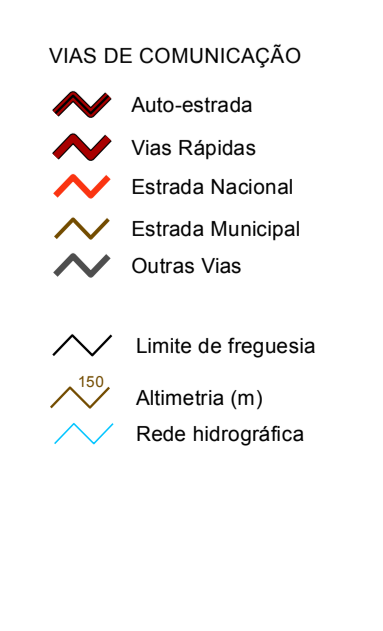 VIAS DE COMUNICAÇÃO
Auto-estrada
Vias Rápidas
Estrada Nacional
Estrada Municipal
Outras Vias
Limite de freguesia
150
Altimetria (m)
Rede hidrográfica